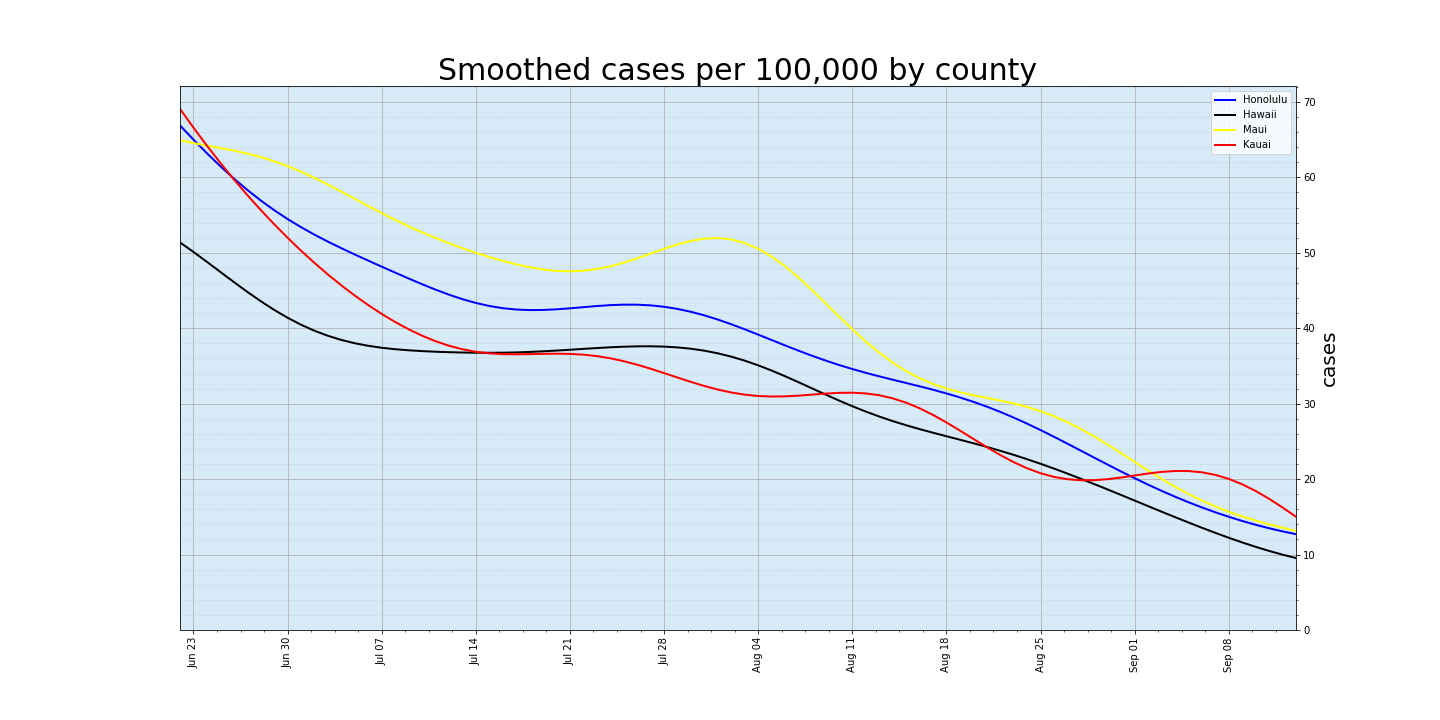 Smoothed cases per 100,000 by county
Honolulu
Hawaii
Maui
Kauai
70
60
50
40
30
20
10
0
cases
Jun 23
Jun 30
Jul 07
Jul 14
Jul 21
Jul 28
Aug 04
Aug 11
Aug 18
Aug 25
Sep 01
Sep 08